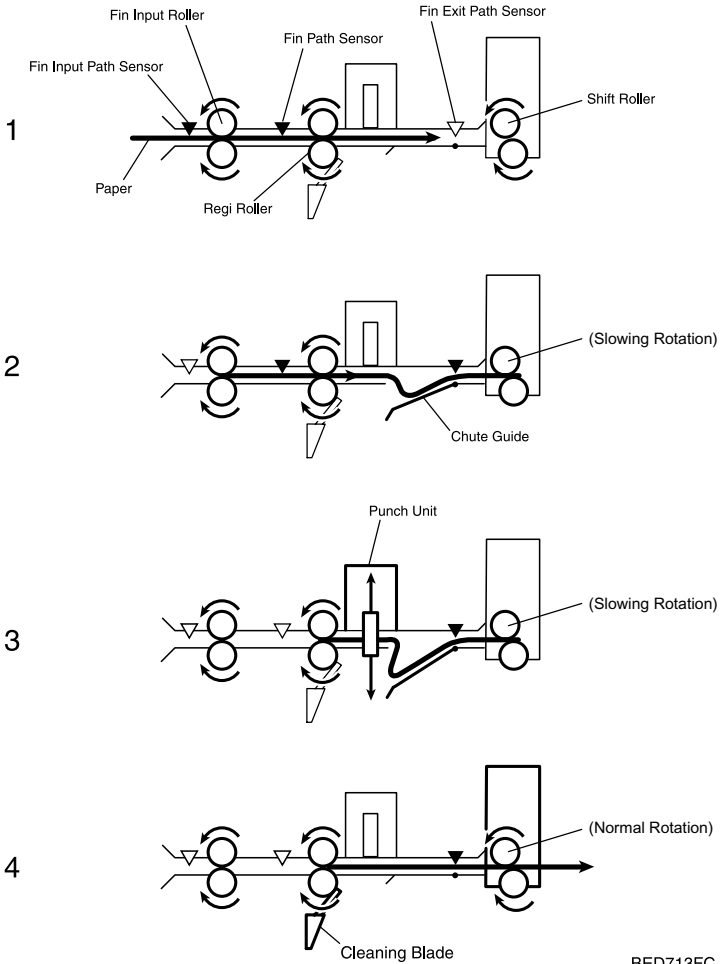 Fin Input Roller
Fin Exit Path Sensor
Fin Path Sensor
Fin Input Path Sensor
Shift Roller
1
Paper
Regi Roller
2
(Slowing Rotation)
Chute Guide
Punch Unit
3
(Slowing Rotation)
4
(Normal Rotation)
Cleaning Blade
BED713FC